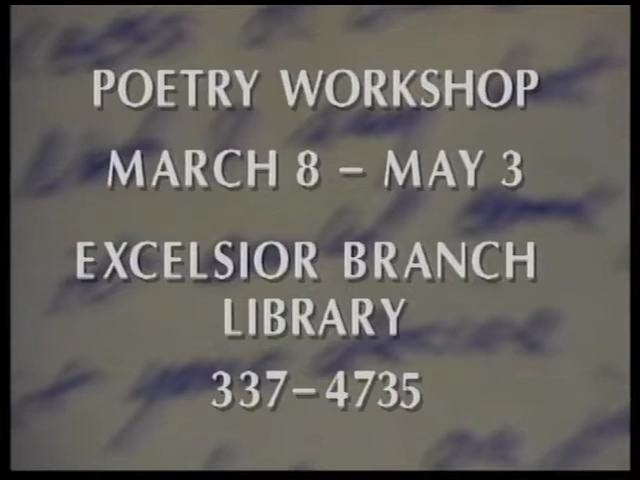 POETRY WORKSHOP
MARCH 8 – MAY 3
EXCELSIOR BRANCH
LIBRARY
337–4735